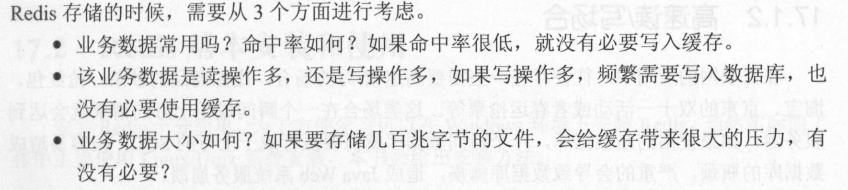 Redis 存储的时候，需要从 3 个方面进行考虑。
● 业务数据常用吗？命中率如何？如果命中率很低，就没有必要写入缓存。
● 该业务数据是读操作多，还是写操作多，如果写操作多，频繁需要写入数据库，也
没有必要使用缓存。
● 业务数据大小如何？如果要存储几百兆字节的文件，会给缓存带来很大的压力，有
没有必要？